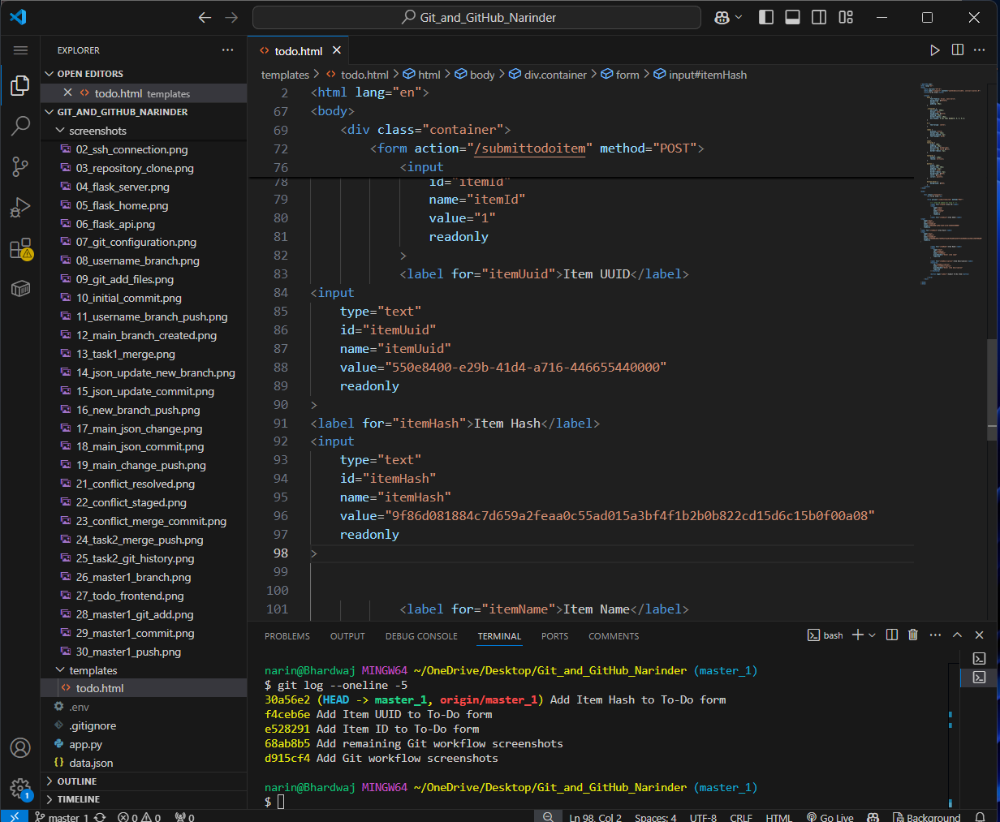 Git_and_GitHub_Narinder
EXPLORER
OPEN EDITORS
todo.html templates
GIT_AND_GITHUB_NARINDER
screenshots
02_ssh_connection.png
03_repository_clone.png
04_flask_server.png
05_flask_home.png
06_flask_api.png
07_git_configuration.png
08_username_branch.png
09_git_add_files.png
10_initial_commit.png
11_username_branch_push.png
12_main_branch_created.png
13_task1_merge.png
14_json_update_new_branch.png
15_json_update_commit.png
16_new_branch_push.png
17_main_json_change.png
18_main_json_commit.png
19_main_change_push.png
21_conflict_resolved.png
22_conflict_staged.png
23_conflict_merge_commit.png
24_task2_merge_push.png
25_task2_git_history.png
26_master1_branch.png
27_todo_frontend.png
28_master1_git_add.png
29_master1_commit.png
30_master1_push.png
templates
todo.html
.env
.gitignore
app.py
data.json
OUTLINE
TIMELINE
todo.html
templates > todo.html > html > body > div.container > form > input#itemHash
2 <html lang="en">
67 <body>
69 <div class="container">
72 <form action="/submittodoitem" method="POST">
76 <input
78 id="itemId"
79 name="itemId"
80 value="1"
81 readonly
82 >
83 <label for="itemUuid">Item UUID</label>
84 <input
85 type="text"
86 id="itemUuid"
87 name="itemUuid"
88 value="550e8400-e29b-41d4-a716-446655440000"
89 readonly
90 >
91 <label for="itemHash">Item Hash</label>
92 <input
93 type="text"
94 id="itemHash"
95 name="itemHash"
96 value="9f86d081884c7d659a2feaa0c55ad015a3bf4f1b2b0b822cd15d6c15b0f00a08"
97 readonly
98 >
99
100
101 <label for="itemName">Item Name</label>
PROBLEMS OUTPUT DEBUG CONSOLE TERMINAL PORTS COMMENTS bash
narin@Bhardwaj MINGW64 ~/OneDrive/Desktop/Git_and_GitHub_Narinder (master_1)
$ git log --oneline -5
30a56e2 (HEAD -> master_1, origin/master_1) Add Item Hash to To-Do form
f4ceb6e Add Item UUID to To-Do form
e528291 Add Item ID to To-Do form
68ab8b5 Add remaining Git workflow screenshots
d915cf4 Add Git workflow screenshots
narin@Bhardwaj MINGW64 ~/OneDrive/Desktop/Git_and_GitHub_Narinder (master_1)
$
1
master_1 0 0 0 Ln 98, Col 2 Spaces: 4 UTF-8 CRLF HTML Go Live Background